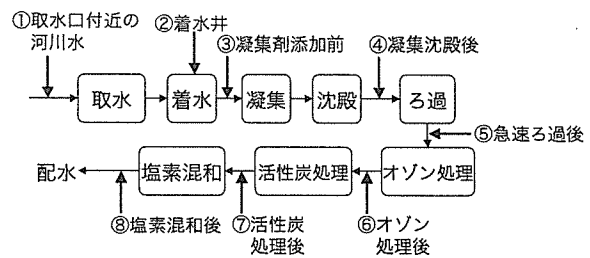 ①取水口付近の
河川水
②着水井
③凝集剤添加前
④凝集沈殿後
取水
着水
凝集
沈殿
ろ過
⑤急速ろ過後
配水
塩素混和
活性炭処理
オゾン処理
⑧塩素混和後
⑦活性炭
処理後
⑥オゾン
処理後